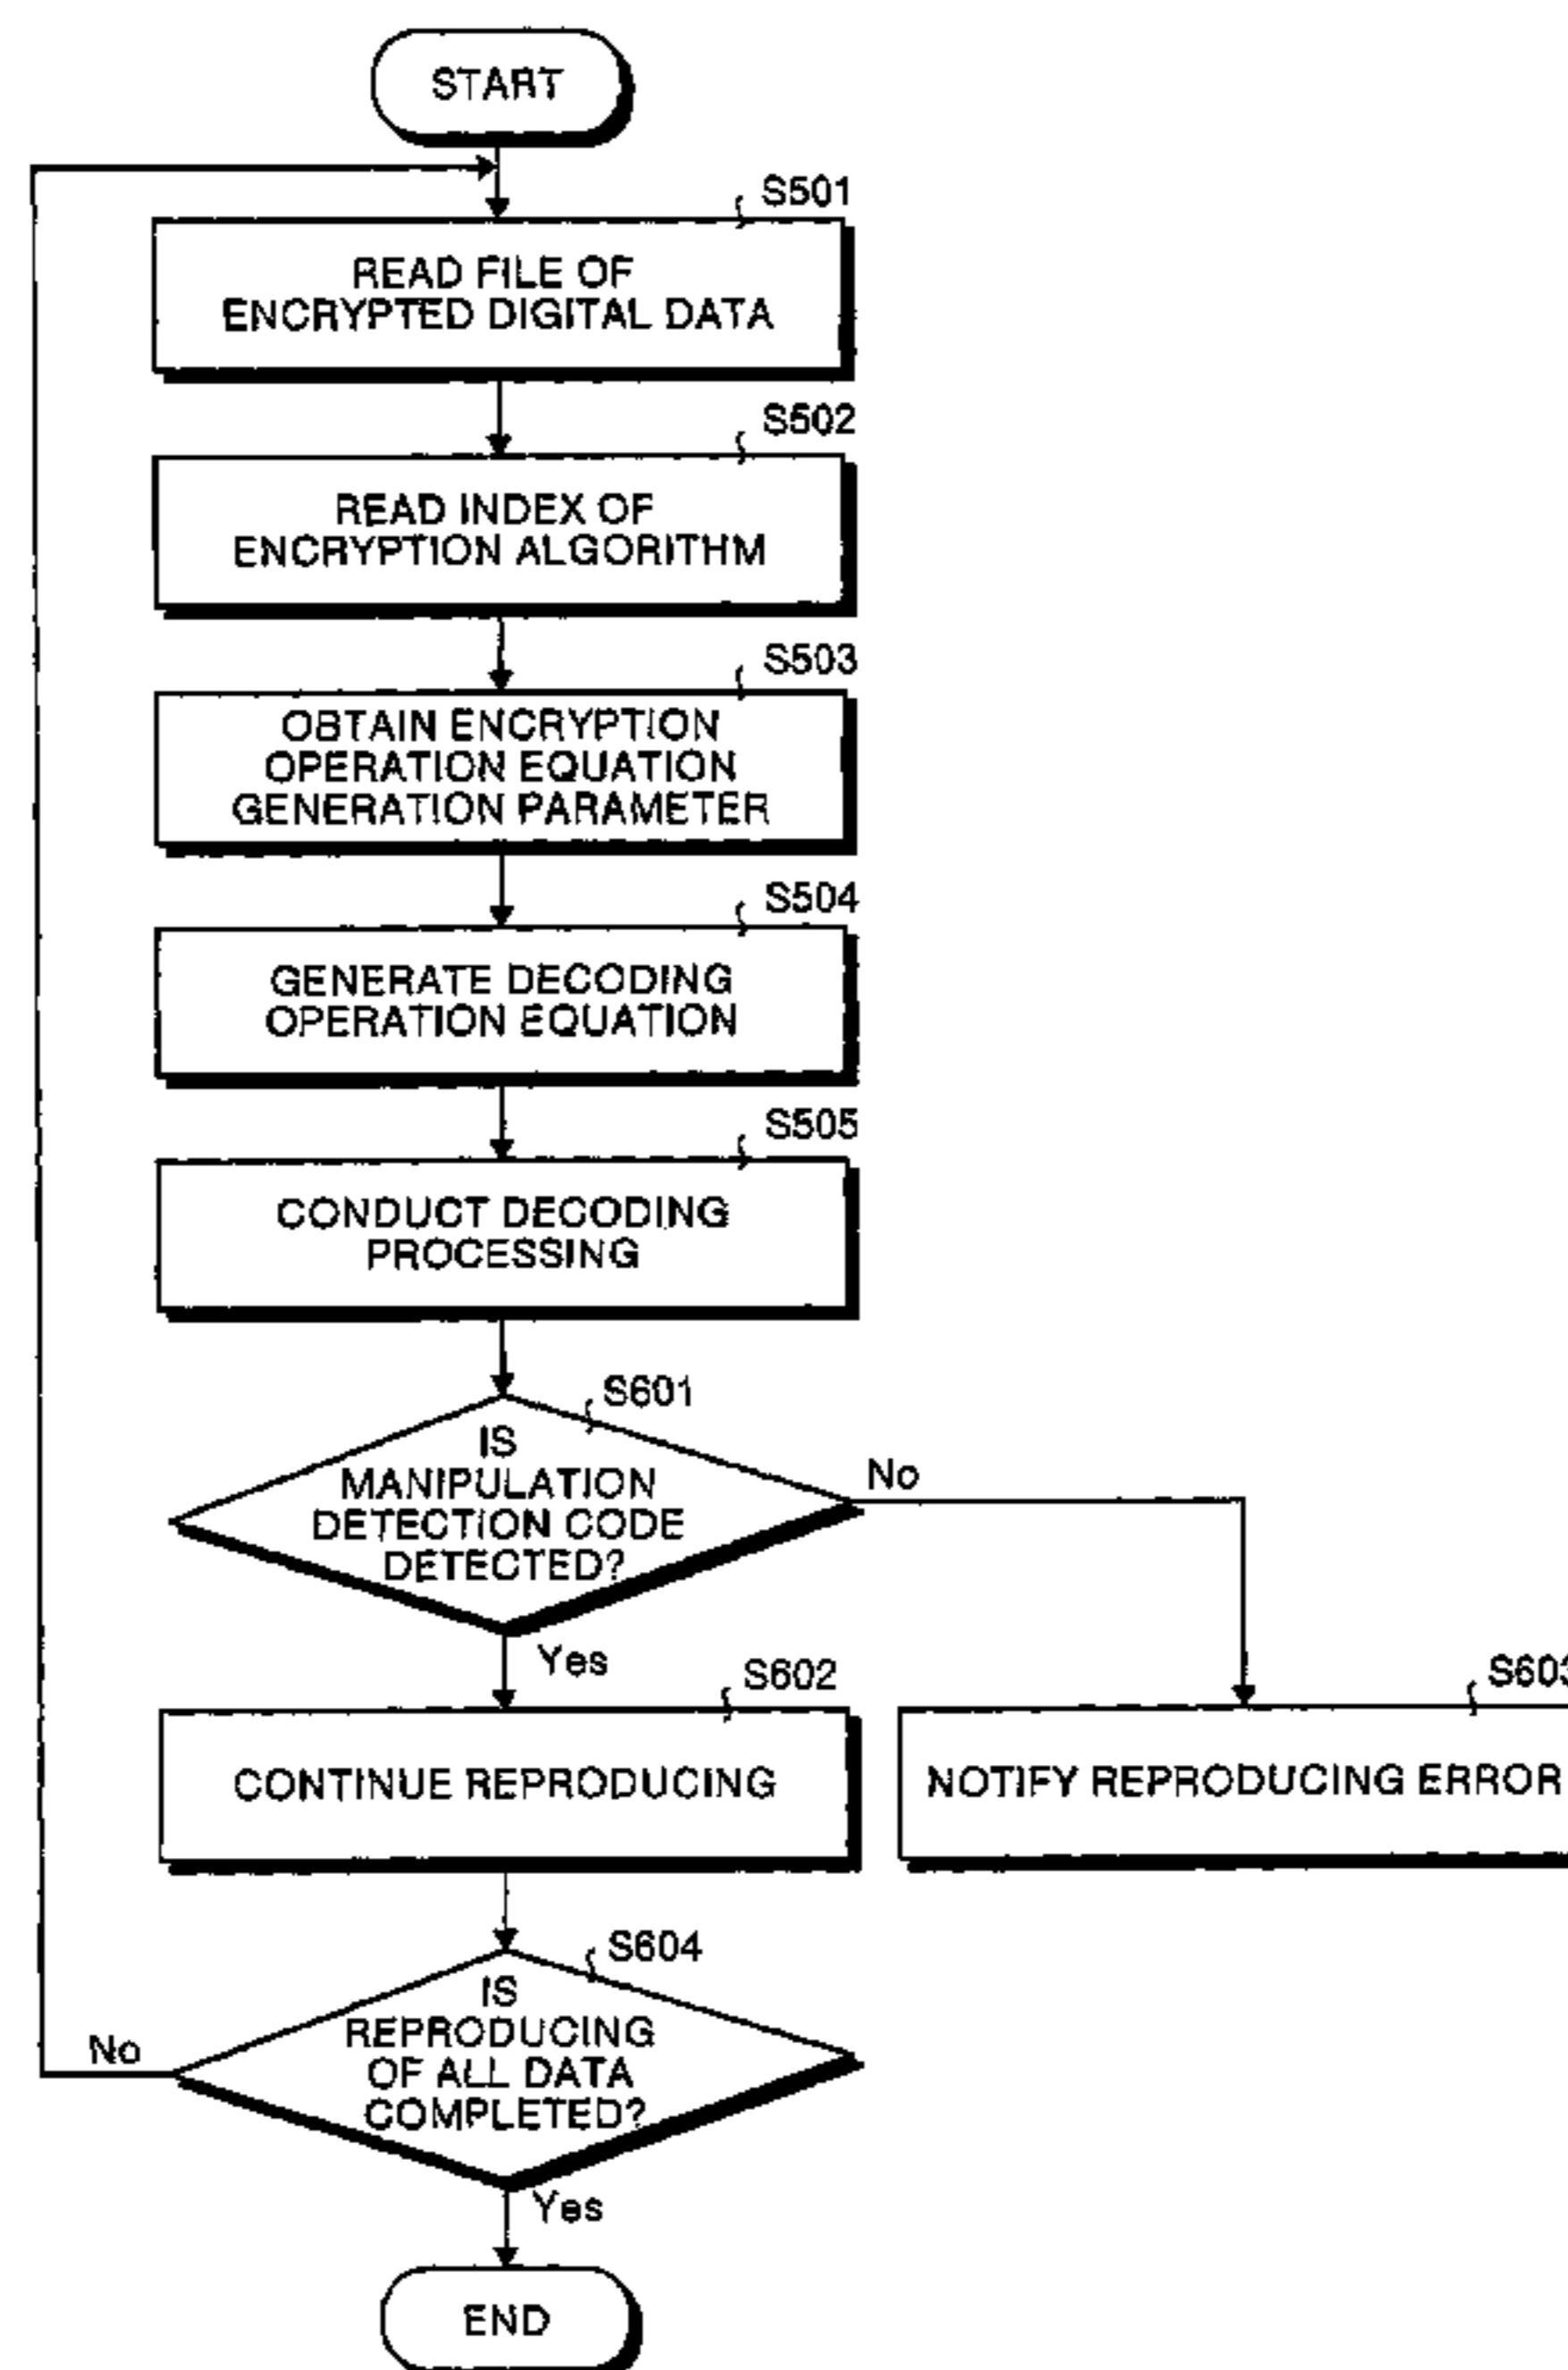 START
S501
READ FILE OF
ENCRYPTED DIGITAL DATA
S502
READ INDEX OF
ENCRYPTION ALGORITHM
S503
OBTAIN ENCRYPTION
OPERATION EQUATION
GENERATION PARAMETER
S504
GENERATE DECODING
OPERATION EQUATION
S505
CONDUCT DECODING
PROCESSING
S601
IS
MANIPULATION
DETECTION CODE
DETECTED?
No
Yes
S602
CONTINUE REPRODUCING
S603
NOTIFY REPRODUCING ERROR
S604
IS
REPRODUCING
OF ALL DATA
COMPLETED?
No
Yes
END